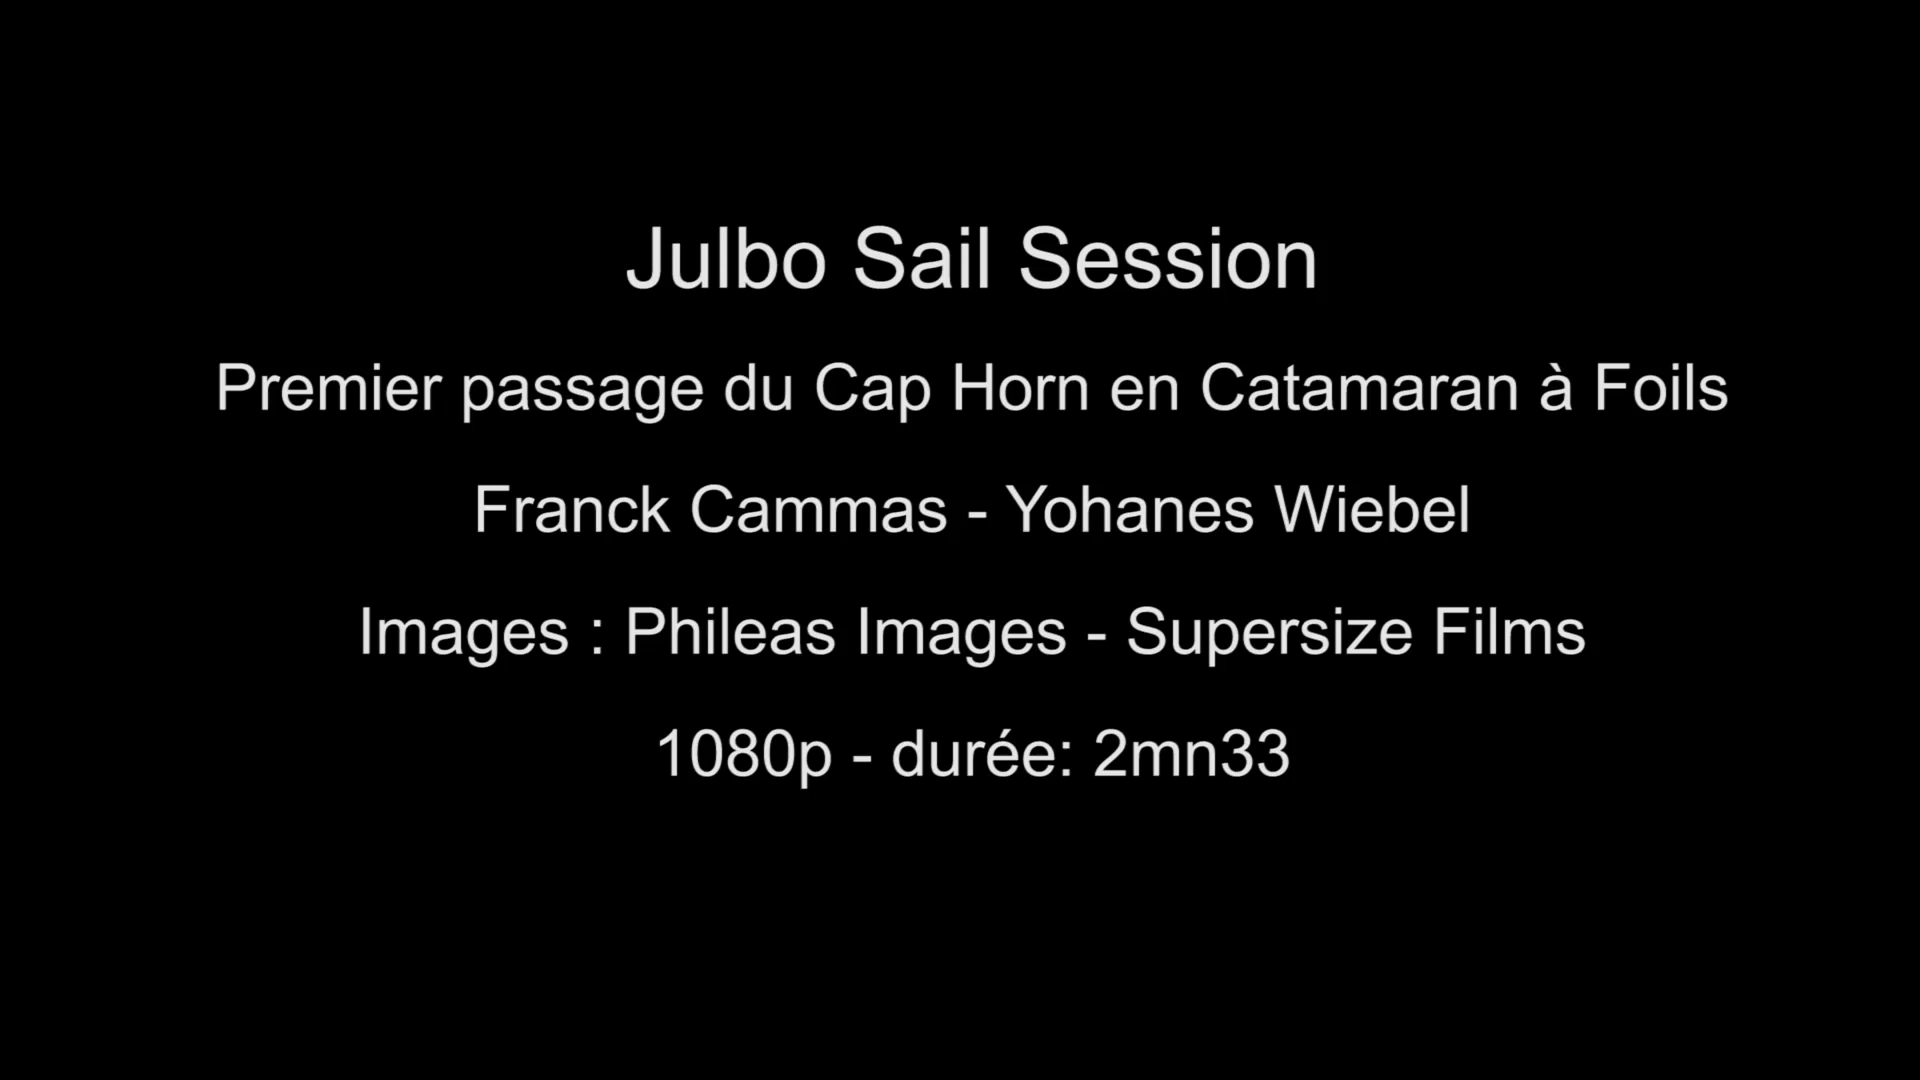 Julbo Sail Session
Premier passage du Cap Horn en Catamaran à Foils
Franck Cammas - Yohanes Wiebel
Images : Phileas Images - Supersize Films
1080p - durée: 2mn33